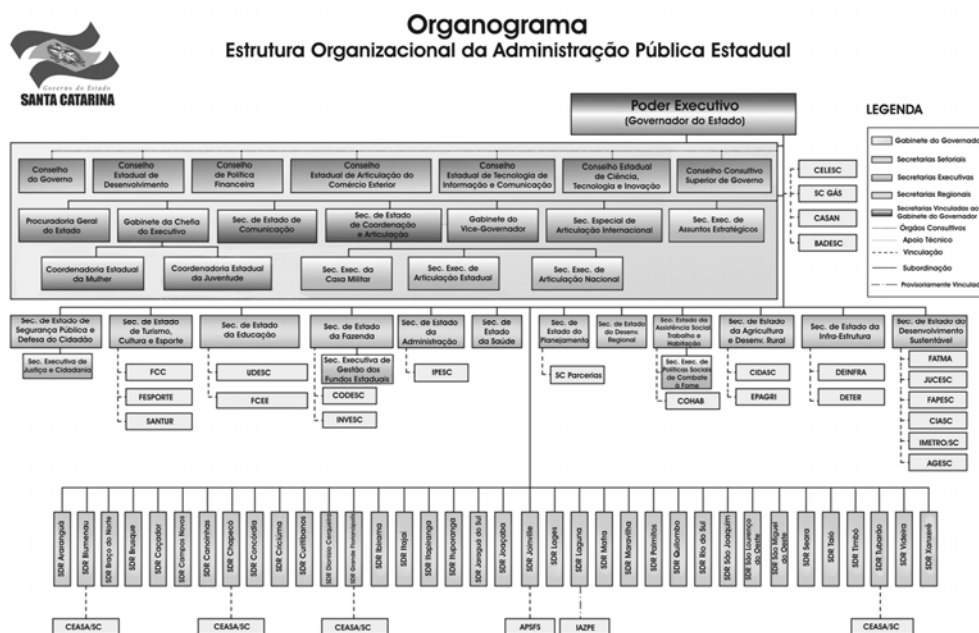 Organograma
Estrutura Organizacional da Administração Pública Estadual
Governo do Estado
SANTA CATARINA
Poder Executivo
(Governador do Estado)
LEGENDA
Gabinete do Governador
Secretarias Setoriais
Secretarias Executivas
Secretarias Regionais
Secretarias Vinculadas ao
Gabinete do Governador
Órgãos Consultivos
Apoio Técnico
Vinculação
Subordinação
Provisoriamente Vinculad
Conselho
do Governo
Conselho
Estadual de
Desenvolvimento
Conselho
de Política
Financeira
Conselho
Estadual de Articulação do
Comércio Exterior
Conselho
Estadual de Tecnologia de
Informação e Comunicação
Conselho Estadual
de Ciência,
Tecnologia e Inovação
Conselho Consultivo
Superior de Governo
CELESC
SC GÁS
CASAN
BADESC
Procuradoria Geral
do Estado
Gabinete da Chefia
do Executivo
Sec. de Estado de
Comunicação
Sec. de Estado
de Coordenação
e Articulação
Gabinete do
Vice-Governador
Sec. Especial de
Articulação Internacional
Sec. Exec. de
Assuntos Estratégicos
Coordenadoria Estadual
da Mulher
Coordenadoria Estadual
da Juventude
Sec. Exec. da
Casa Militar
Sec. Exec. de
Articulação Estadual
Sec. Exec. de
Articulação Nacional
Sec. de Estado de
Segurança Pública e
Defesa do Cidadão
Sec. Executiva de
Justiça e Cidadania
Sec. de Estado
de Turismo,
Cultura e Esporte
FCC
FESPORTE
SANTUR
Sec. de Estado
da Educação
UDESC
FCEE
Sec. de Estado
da Fazenda
Sec. Executiva de
Gestão dos
Fundos Estaduais
CODESC
INVESC
Sec. de Estado
da
Administração
IPESC
Sec.
de Estado
da Saúde
Sec.
de Estado do
Planejamento
SC Parcerias
Sec.
de Estado do
Desenv.
Regional
Sec. Estado da
Assistência Social
Trabalho e
Habitação
Sec. Exec. de
Políticas Sociais
de Combate
à Fome
COHAB
Sec. de Estado
da Agricultura
e Desenv. Rural
CIDASC
EPAGRI
Sec. de Estado da
Infra-Estrutura
DEINFRA
DETER
Sec. de Estado do
Desenvolvimento
Sustentável
FATMA
JUCESC
FAPESC
CIASC
IMETRO/SC
AGESC
SDR Araranguá
SDR Blumenau
SDR Braço do Norte
SDR Brusque
SDR Caçador
SDR Campos Novos
SDR Canoinhas
SDR Chapecó
SDR Concórdia
SDR Criciúma
SDR Curitibanos
SDR Dionísio Cerqueira
SDR Grande Florianópolis
SDR Ibirama
SDR Itajaí
SDR Itapiranga
SDR Ituporanga
SDR Jaraguá do Sul
SDR Joaçaba
SDR Joinville
SDR Lages
SDR Laguna
SDR Mafra
SDR Maravilha
SDR Palmitos
SDR Quilombo
SDR Rio do Sul
SDR São Joaquim
SDR São Lourenço
do Oeste
SDR São Miguel
do Oeste
SDR Seara
SDR Taió
SDR Timbó
SDR Tubarão
SDR Videira
SDR Xanxerê
CEASA/SC
CEASA/SC
CEASA/SC
APSFS
IAZPE
CEASA/SC